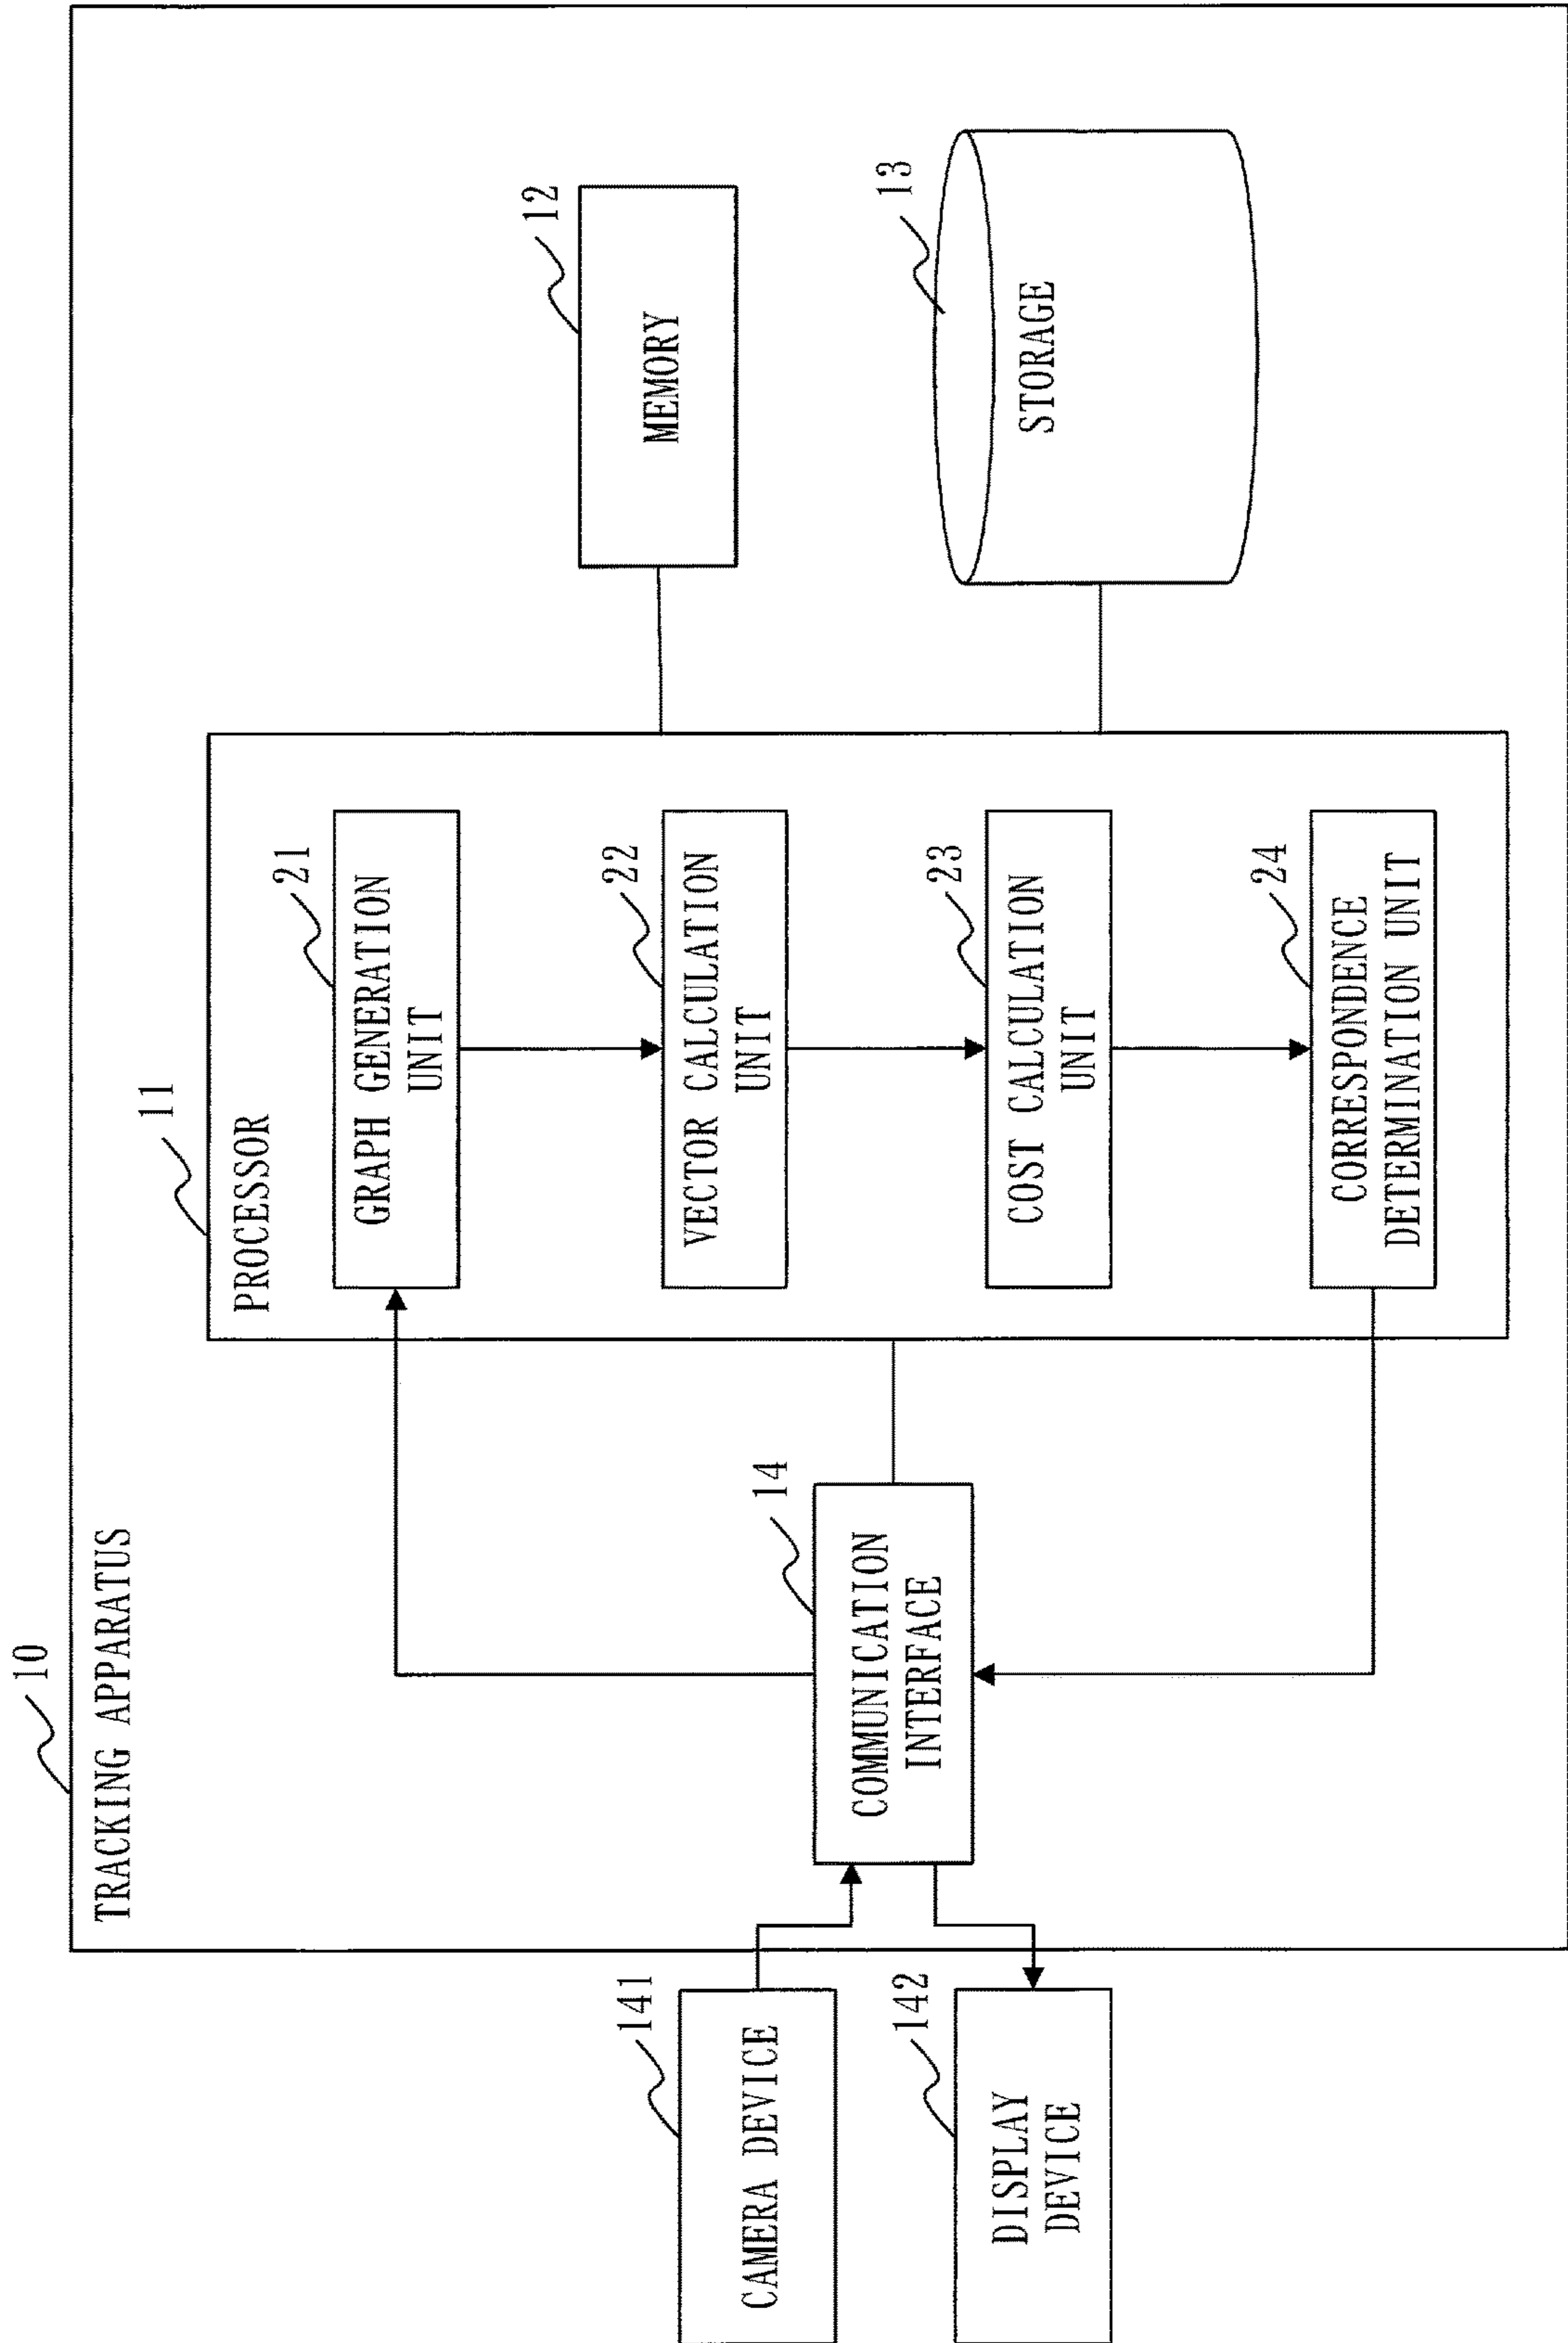 10
TRACKING APPARATUS
11
PROCESSOR
21
GRAPH GENERATION
UNIT
22
VECTOR CALCULATION
UNIT
23
COST CALCULATION
UNIT
24
CORRESPONDENCE
DETERMINATION UNIT
12
MEMORY
13
STORAGE
14
COMMUNICATION
INTERFACE
141
CAMERA DEVICE
142
DISPLAY
DEVICE